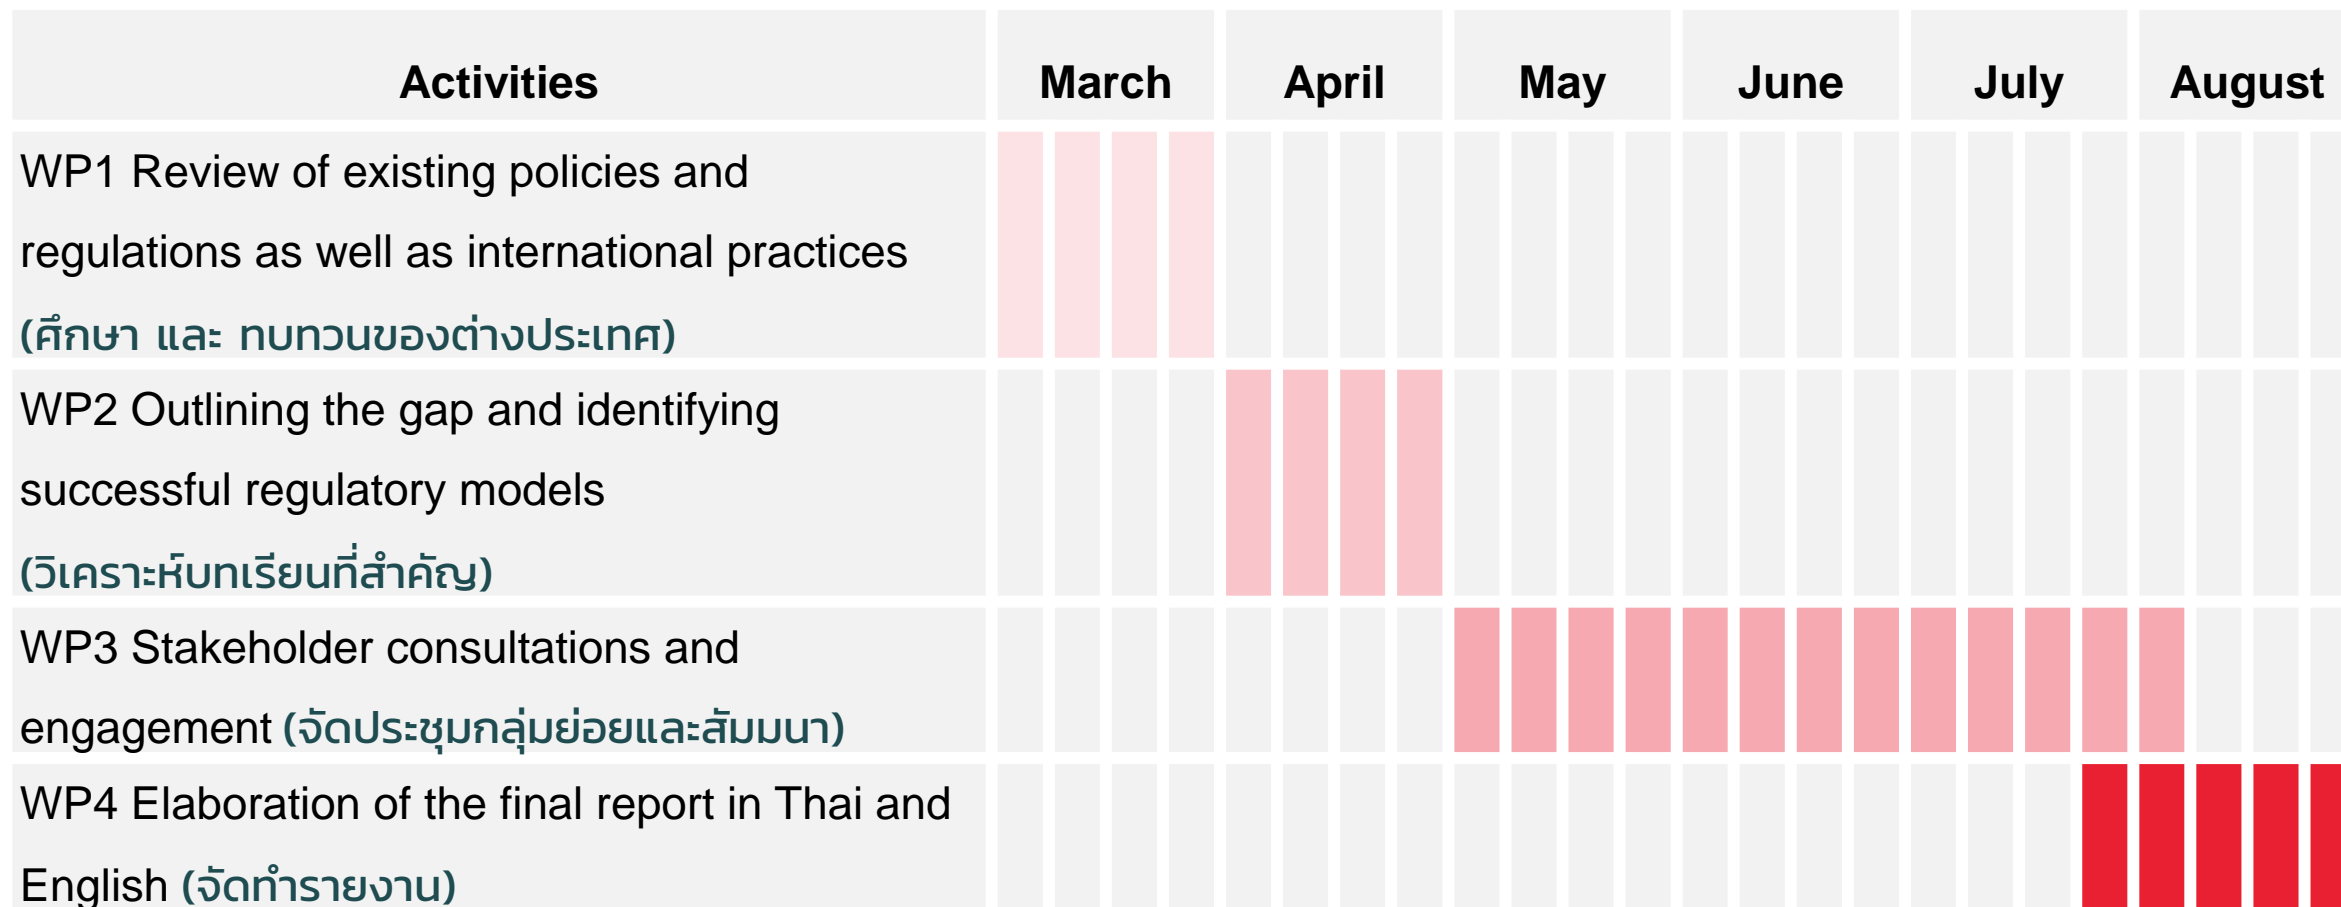 Activities March April May June July August
WP1 Review of existing policies and
regulations as well as international practices
(ศึกษา และ ทบทวนของต่างประเทศ)
WP2 Outlining the gap and identifying
successful regulatory models
(วิเคราะห์บทเรียนที่สำคัญ)
WP3 Stakeholder consultations and
engagement (จัดประชุมกลุ่มย่อยและสัมมนา)
WP4 Elaboration of the final report in Thai and
English (จัดทำรายงาน)